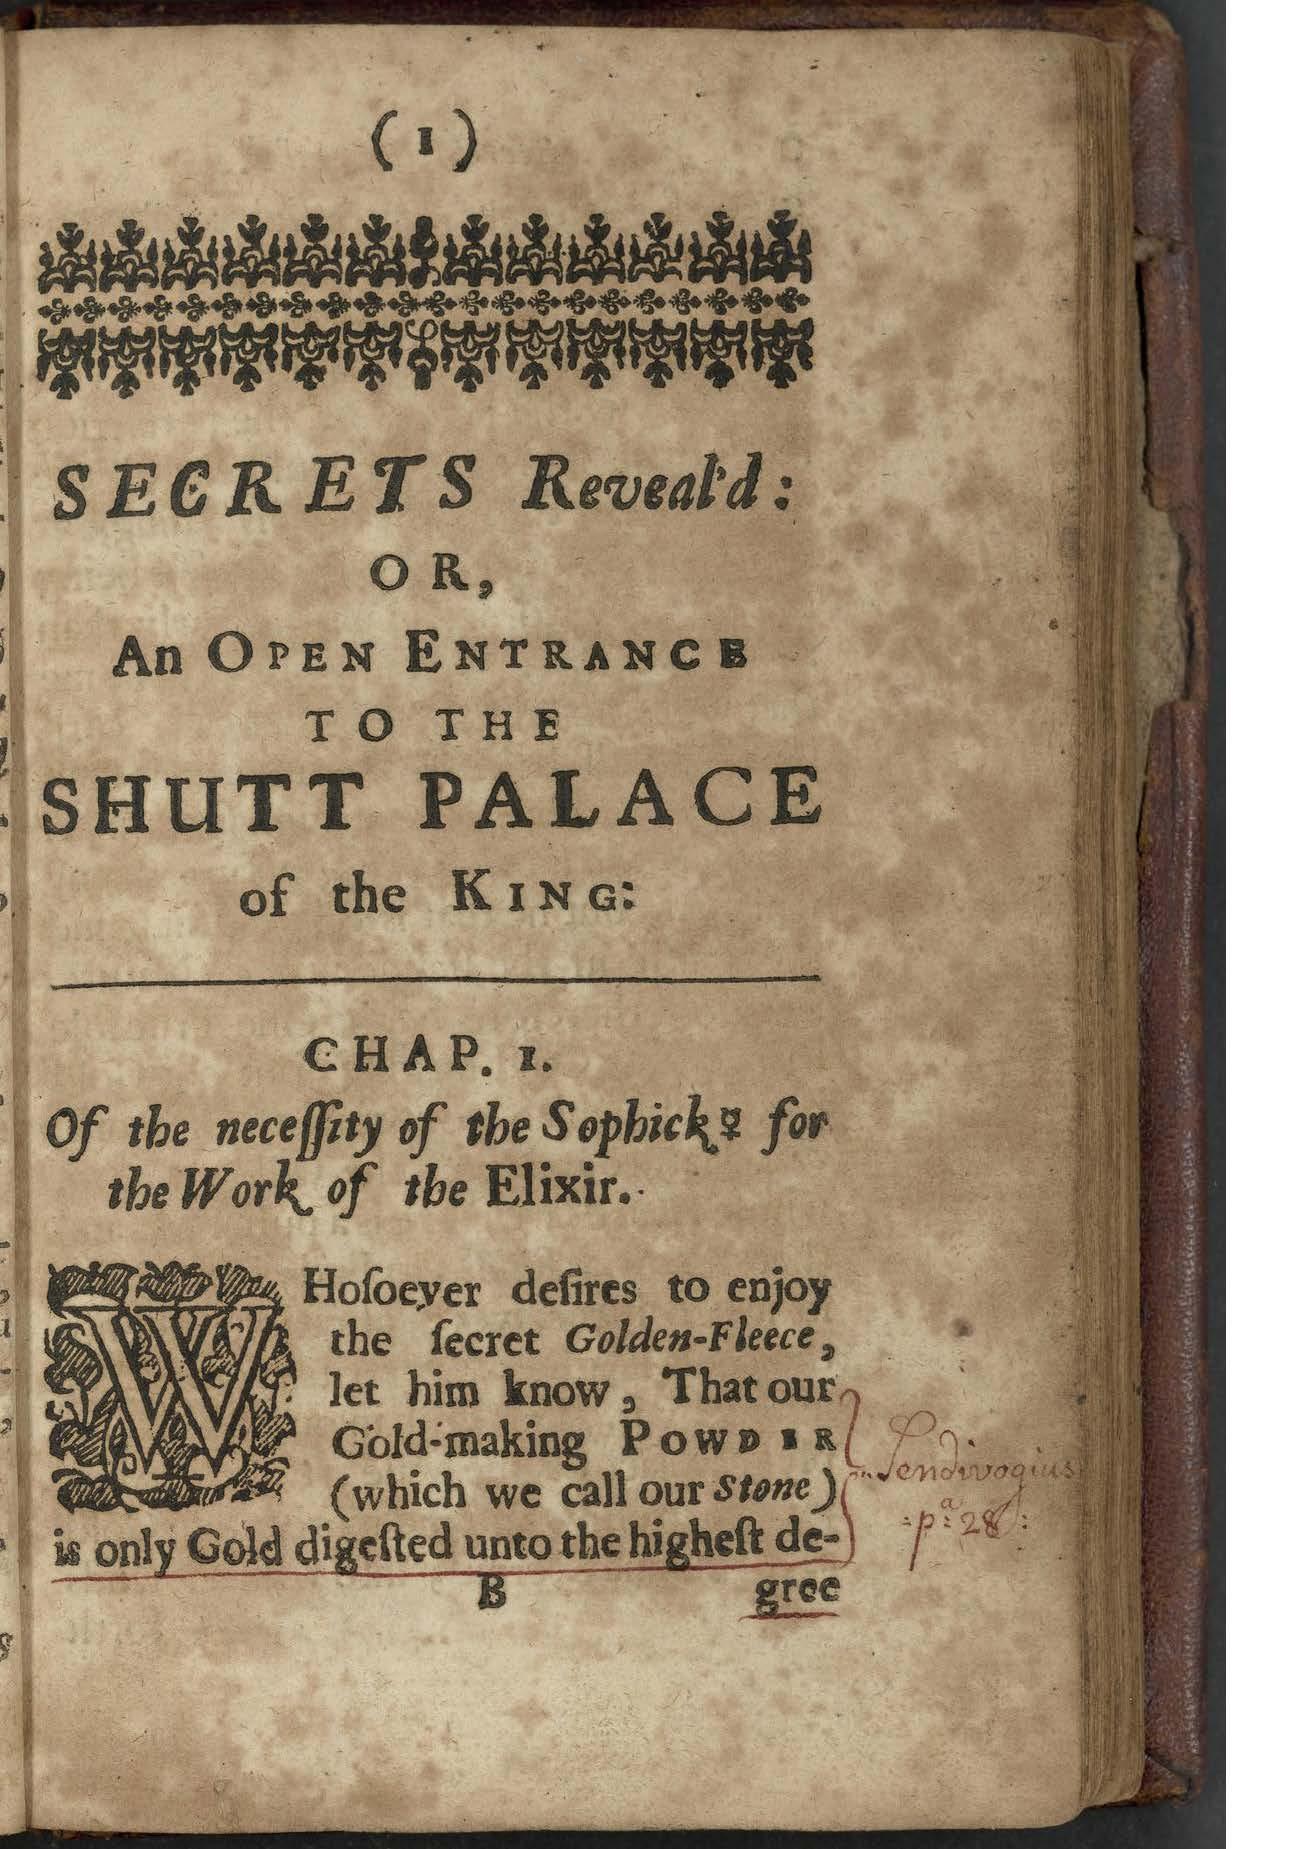 (1)
SECRETS Reveal'd:
OR,
An OPEN ENTRANCE
TO THE
SHUTT PALACE
of the KING:
CHAP. 1.
Of the neceſſity of the Sophick ☿ for
the Work of the Elixir.
WHoſoever deſires to enjoy
the ſecret Golden-Fleece,
let him know, That our
Gold-making POWDER
(which we call our Stone)
is only Gold digeſted unto the higheſt de-
B
gree
Sendivogius
:pᵃ: 28: